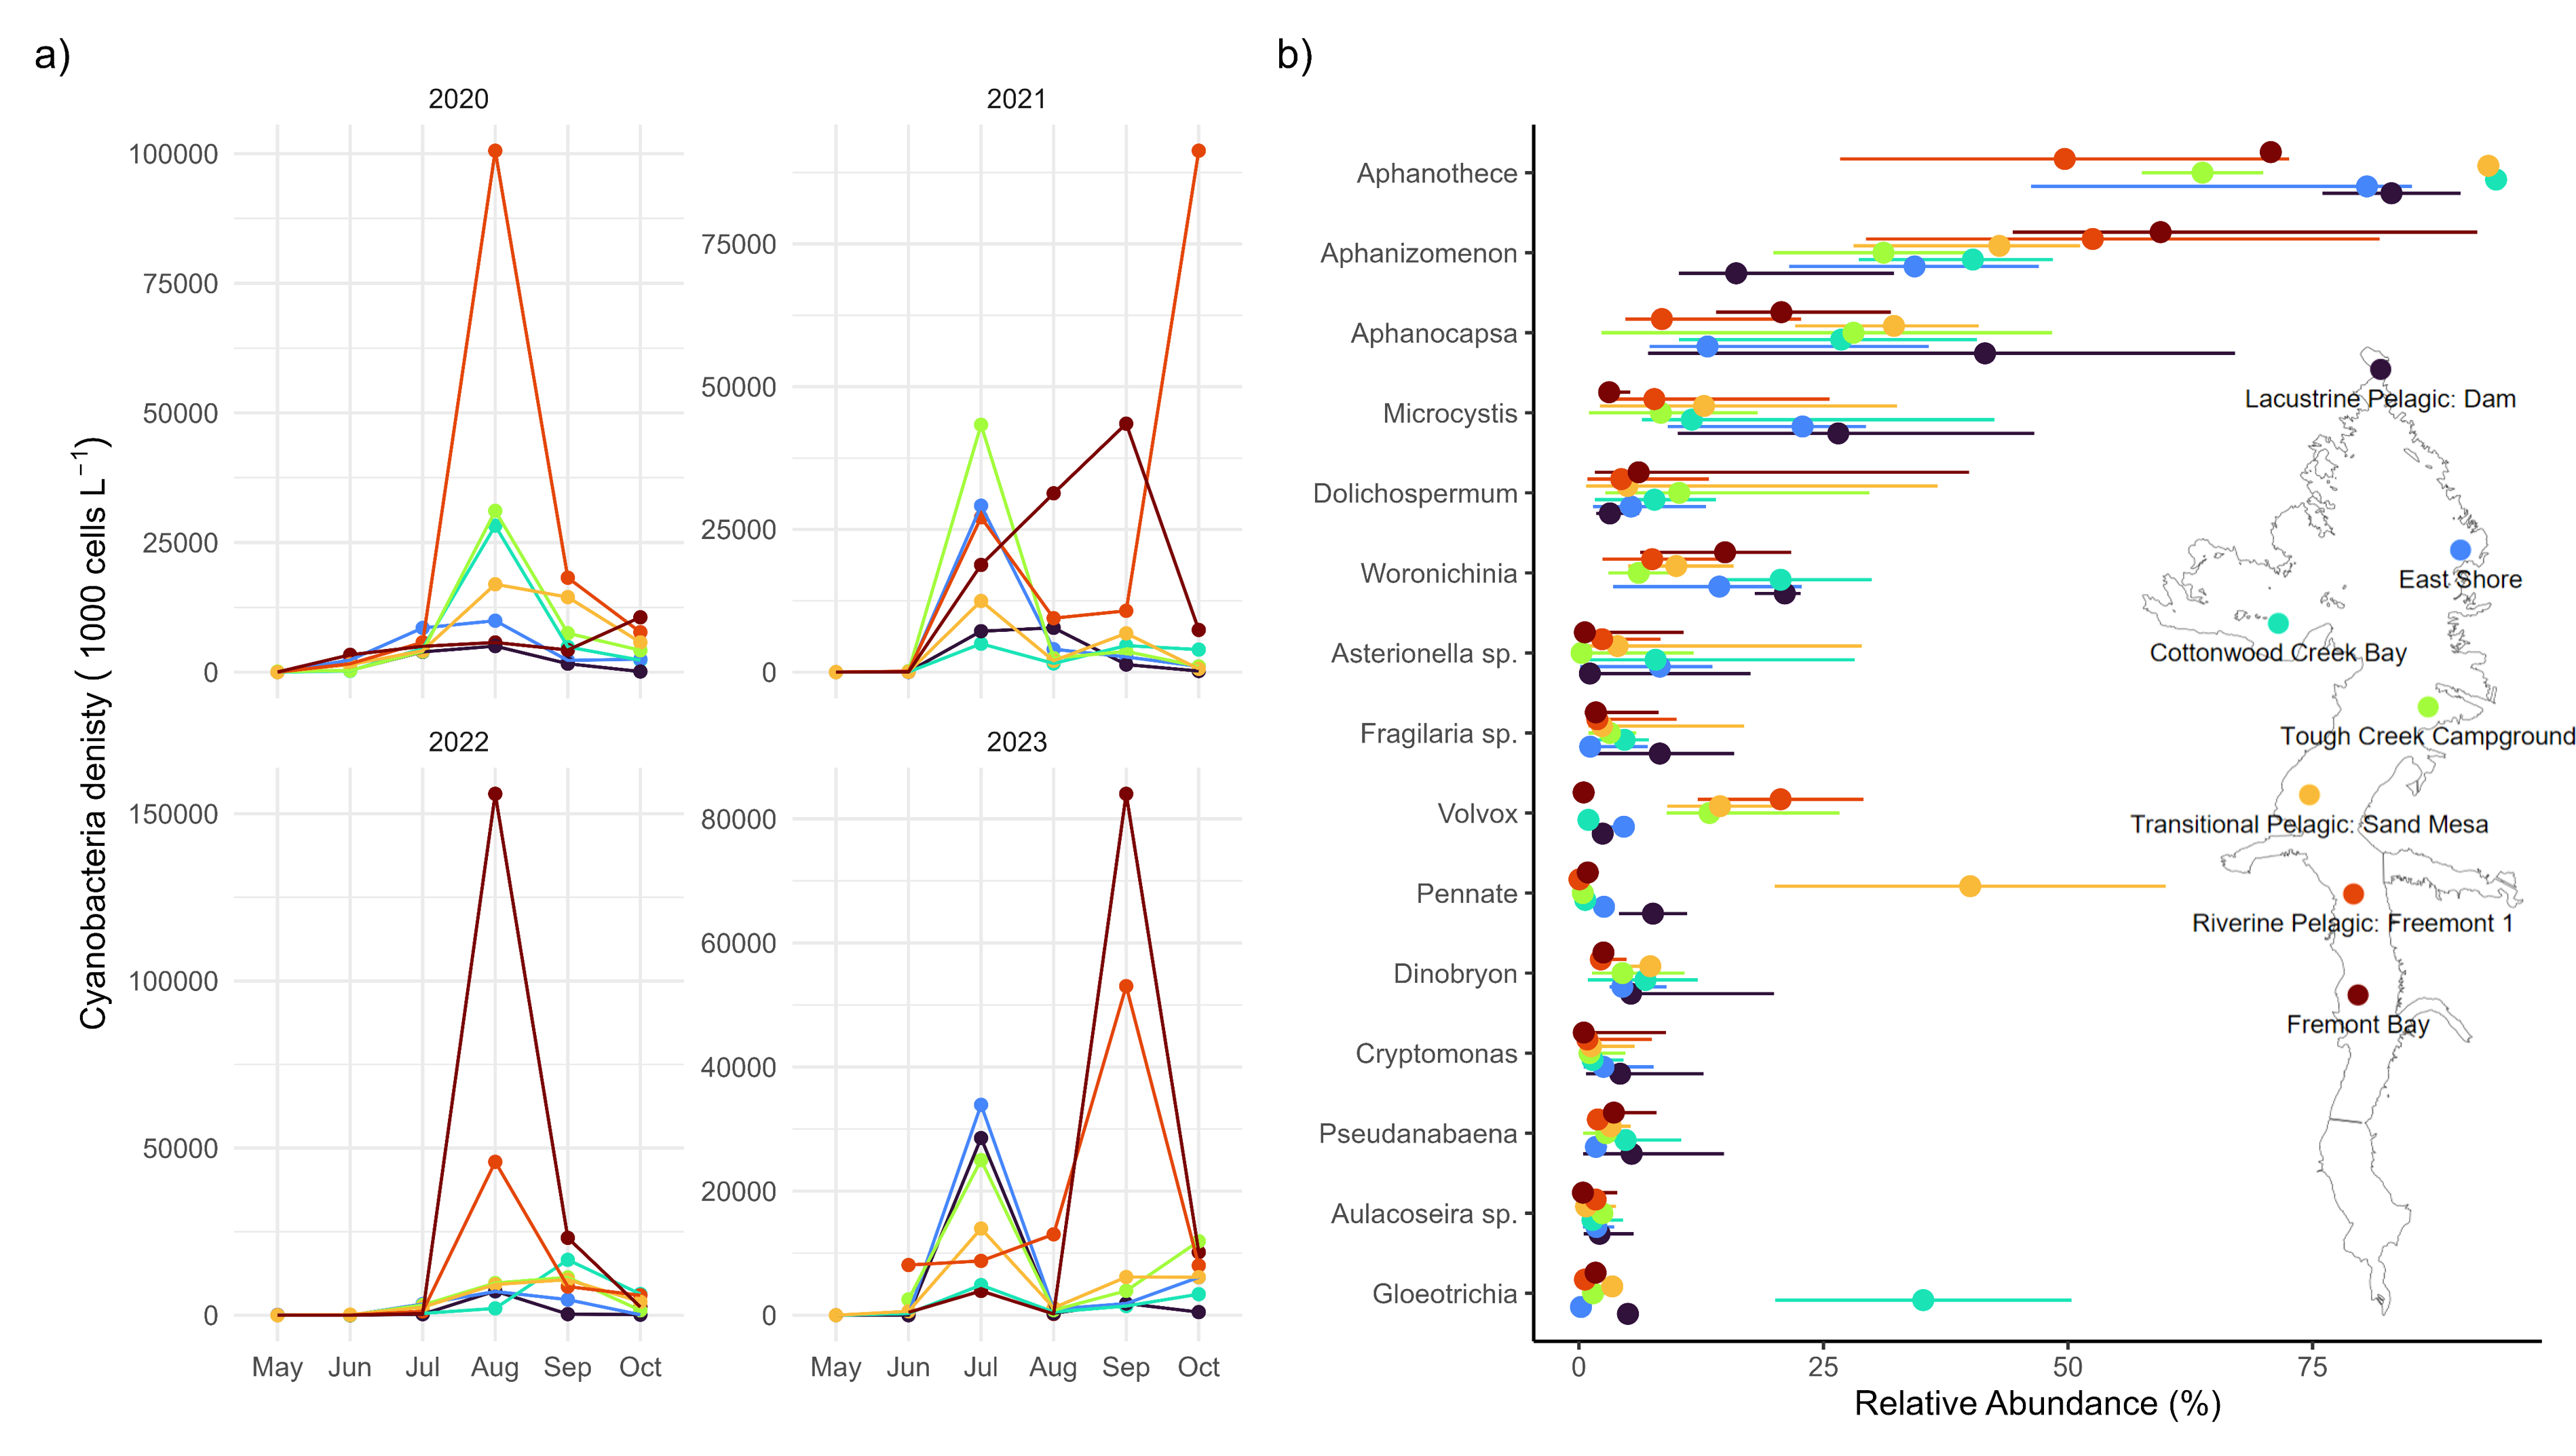 a)
b)
2020
2021
100000
75000
50000
25000
0
75000
50000
25000
0
Cyanobacteria denisty ( 1000 cells L−1)
2022
2023
150000
100000
50000
0
80000
60000
40000
20000
0
May Jun Jul Aug Sep Oct
May Jun Jul Aug Sep Oct
Aphanothece
Aphanizomenon
Aphanocapsa
Microcystis
Dolichospermum
Woronichinia
Asterionella sp.
Fragilaria sp.
Volvox
Pennate
Dinobryon
Cryptomonas
Pseudanabaena
Aulacoseira sp.
Gloeotrichia
0 25 50 75
Relative Abundance (%)
Lacustrine Pelagic: Dam
East Shore
Cottonwood Creek Bay
Tough Creek Campground
Transitional Pelagic: Sand Mesa
Riverine Pelagic: Freemont 1
Fremont Bay